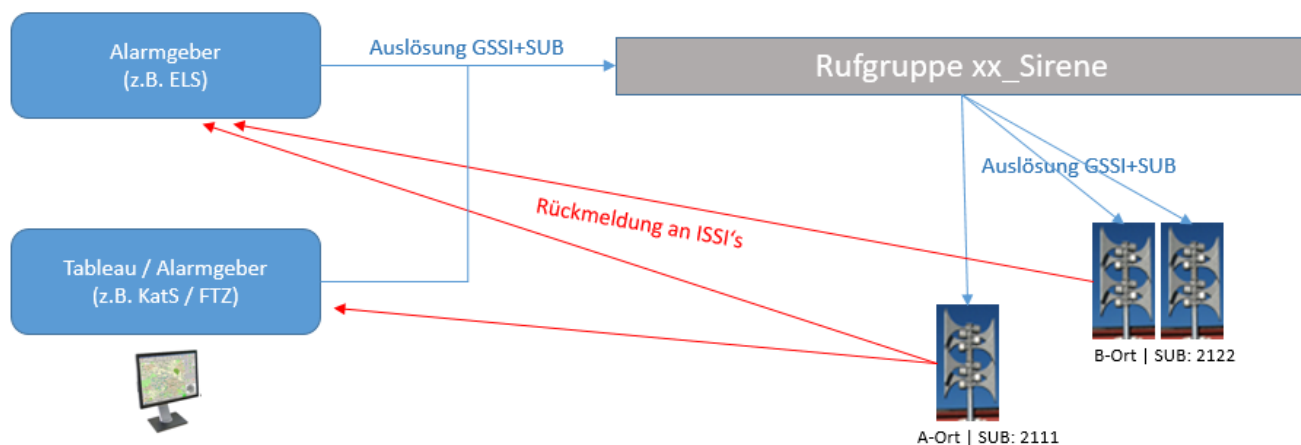 Alarmgeber
(z.B. ELS)
Auslösung GSSI+SUB
Rufgruppe xx_Sirene
Auslösung GSSI+SUB
Rückmeldung an ISSI‘s
Tableau / Alarmgeber
(z.B. KatS / FTZ)
B-Ort | SUB: 2122
A-Ort | SUB: 2111